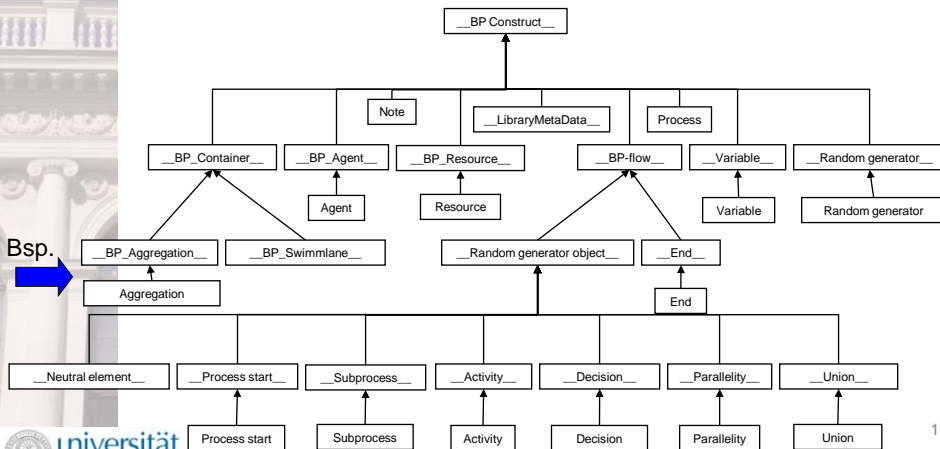 __BP Construct__
Note
__LibraryMetaData__
Process
__BP_Container__
__BP_Agent__
__BP_Resource__
__BP-flow__
__Variable__
__Random generator__
Agent
Resource
Variable
Random generator
Bsp.
__BP_Aggregation__
__BP_Swimmlane__
__Random generator object__
__End__
Aggregation
End
__Neutral element__
__Process start__
__Subprocess__
__Activity__
__Decision__
__Parallelity__
__Union__
universität
Process start
Subprocess
Activity
Decision
Parallelity
Union
1